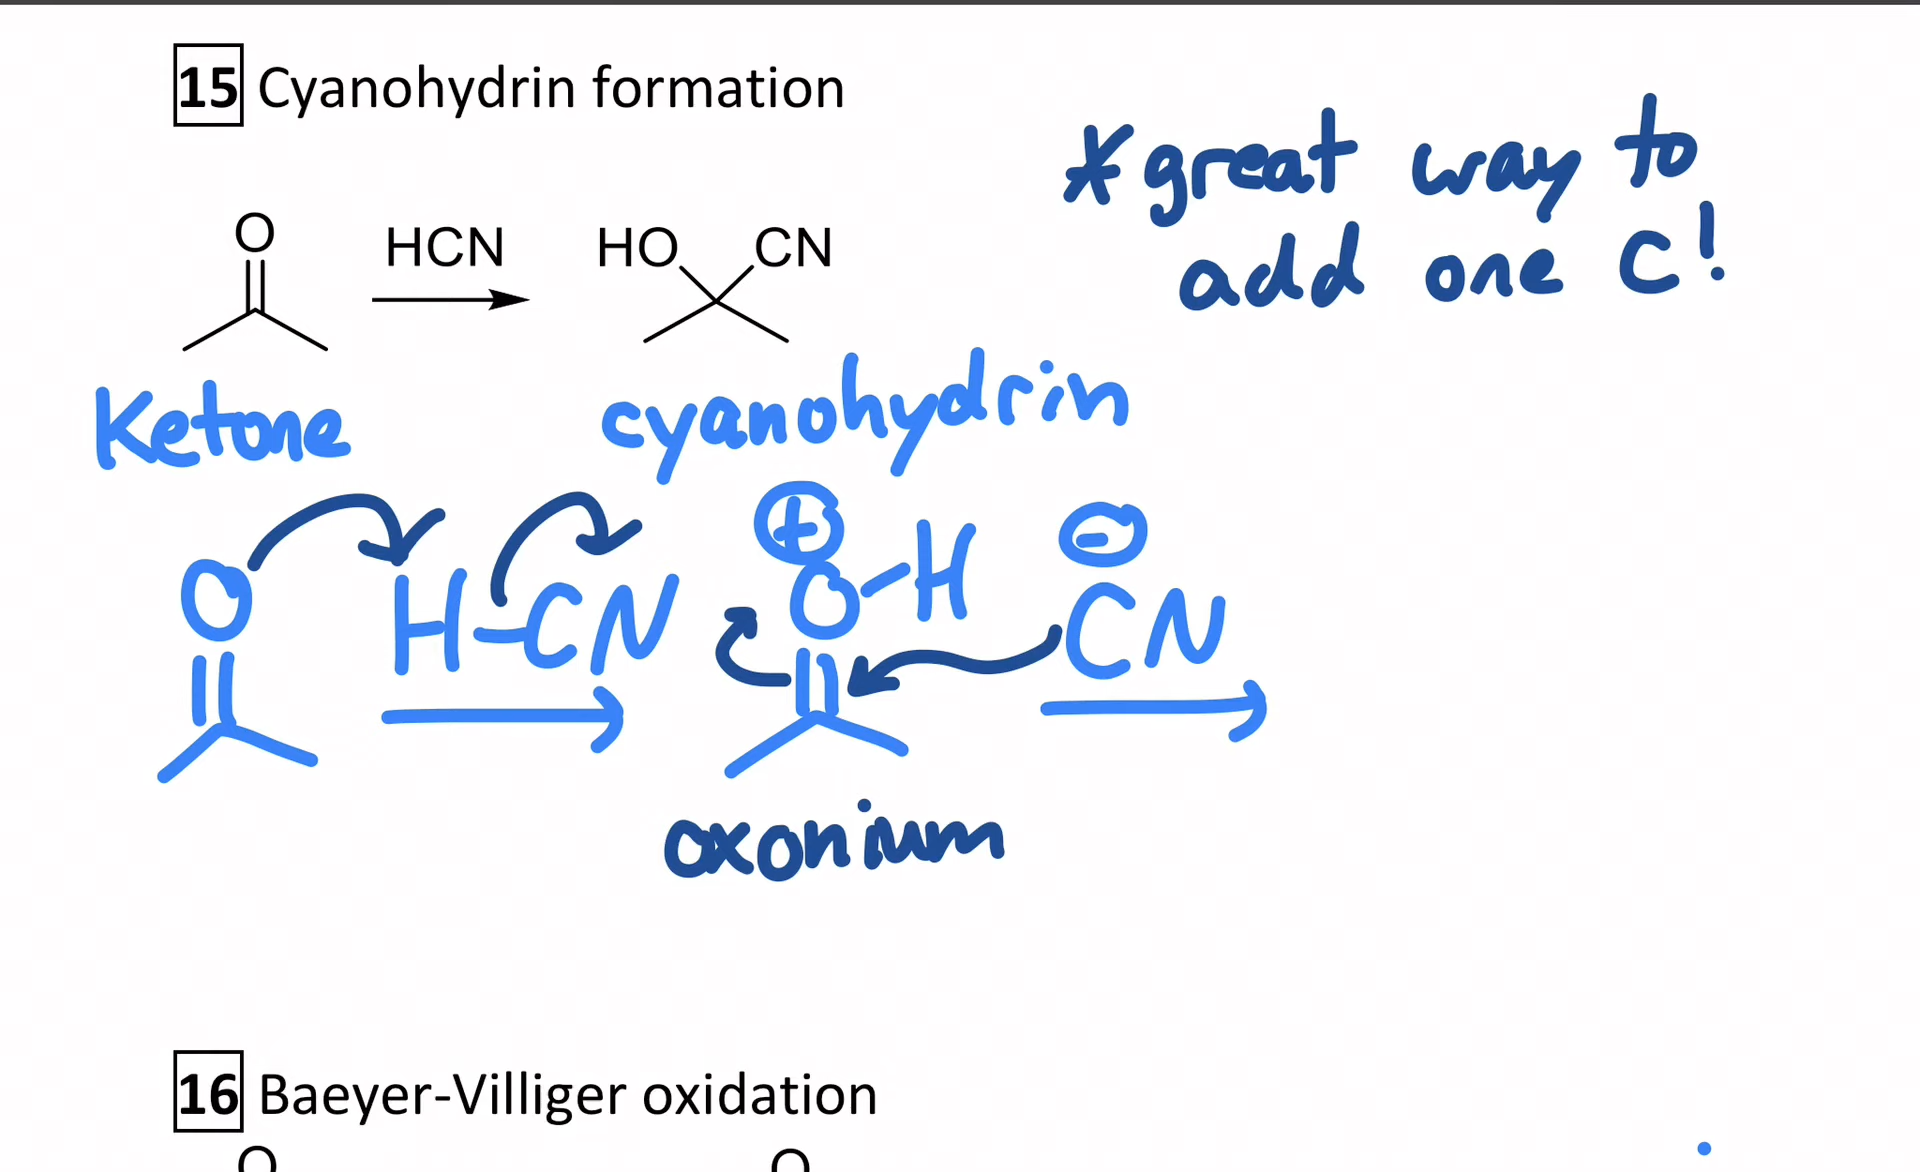 15 Cyanohydrin formation
*great way to
add one C!
O
HCN
HO CN
Ketone
cyanohydrin
O H-CN
⊕ O-H
⊖ CN
oxonium
16 Baeyer-Villiger oxidation
O O